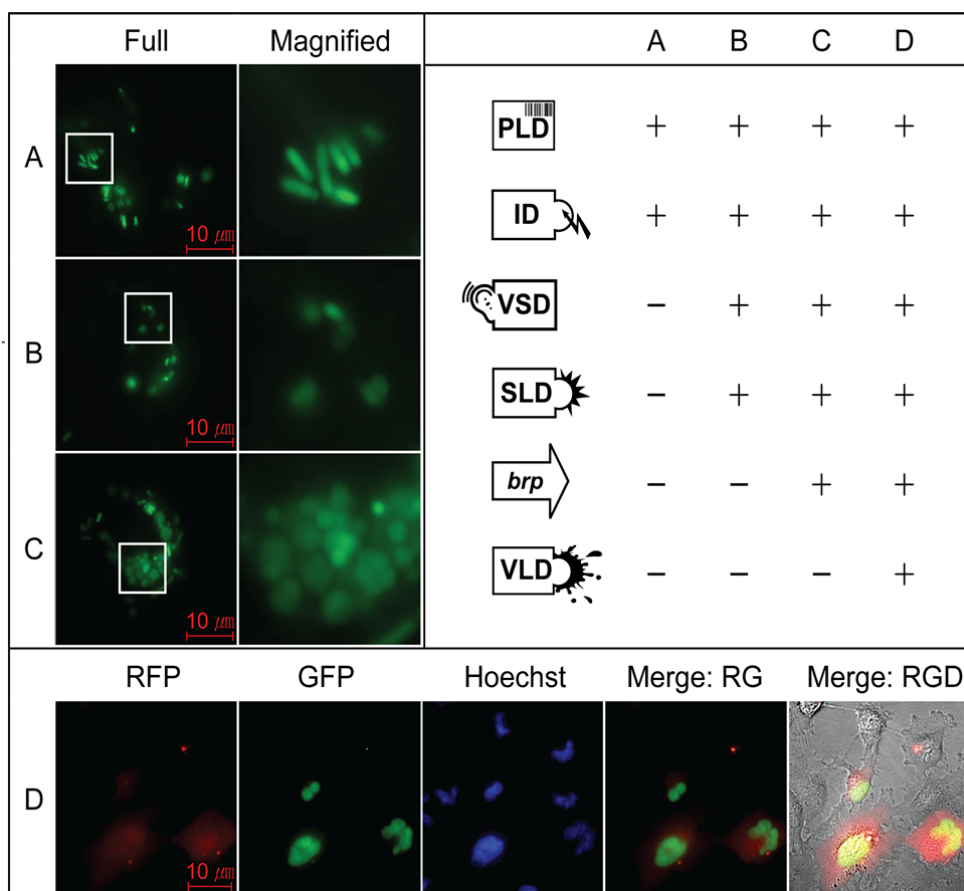 Full Magnified A B C D
A 10 μm
B 10 μm
C 10 μm
PLD + + + +
ID + + + +
VSD − + + +
SLD − + + +
brp − − + +
VLD − − − +
RFP GFP Hoechst Merge: RG Merge: RGD
D 10 μm